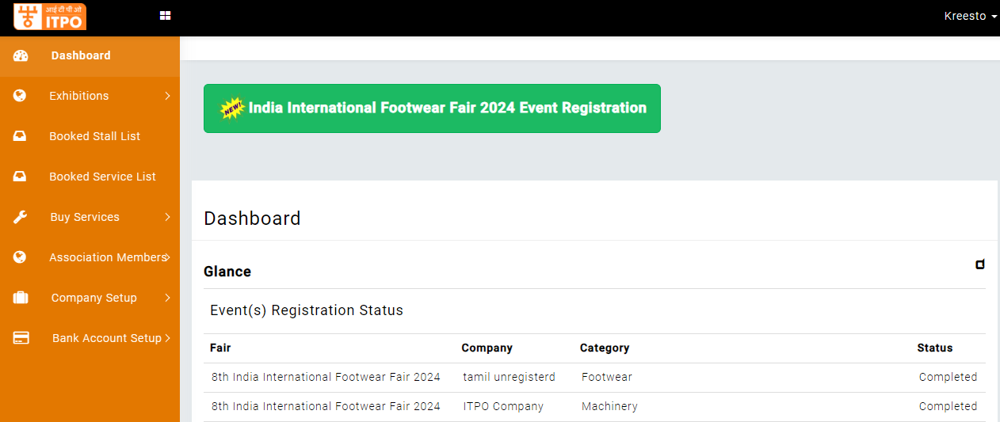 आई टी पी ओ
ITPO
Kreesto
Dashboard
Exhibitions
Booked Stall List
Booked Service List
Buy Services
Association Members
Company Setup
Bank Account Setup
NEW! India International Footwear Fair 2024 Event Registration
Dashboard
Glance
Event(s) Registration Status
Fair Company Category Status
8th India International Footwear Fair 2024 tamil unregisterd Footwear Completed
8th India International Footwear Fair 2024 ITPO Company Machinery Completed